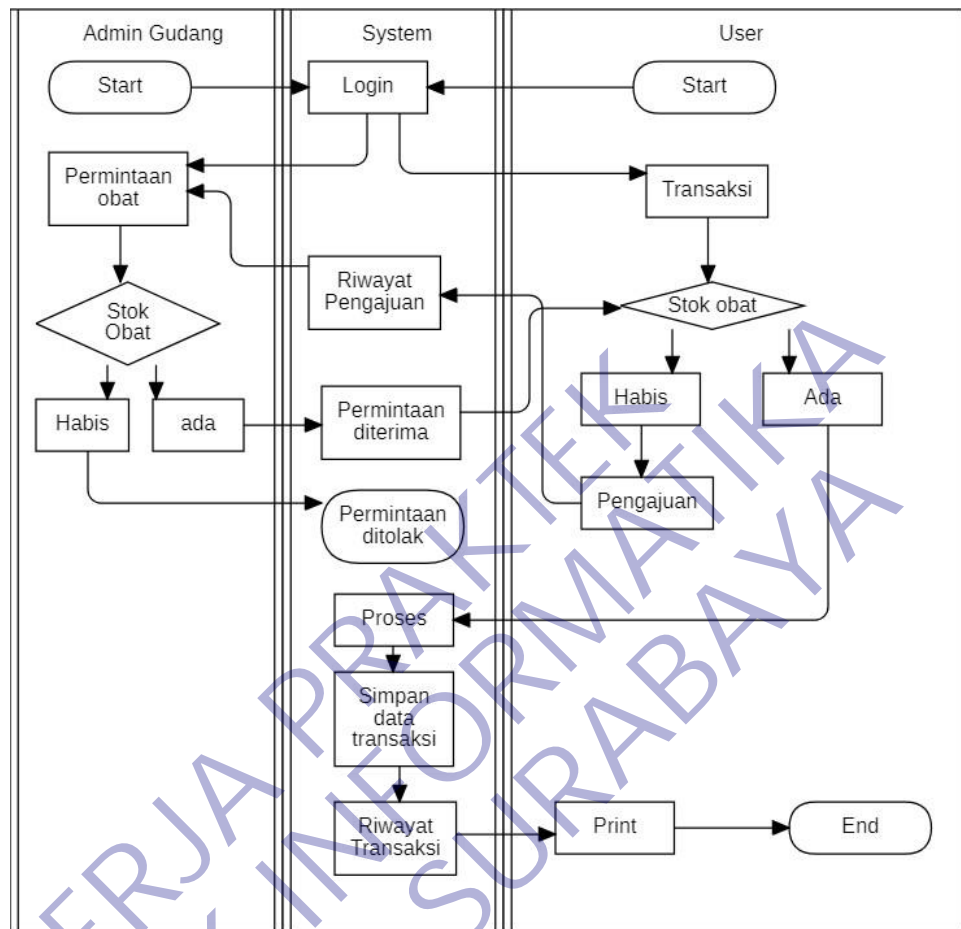 Admin Gudang
System
User
Start
Login
Start
Permintaan
obat
Transaksi
Riwayat
Pengajuan
Stok
Obat
Stok obat
Habis
ada
Permintaan
diterima
Habis
Ada
Pengajuan
Permintaan
ditolak
Proses
Simpan
data
transaksi
Riwayat
Transaksi
Print
End
ERJA PRAKTEK
K INFORMATIKA
SURABAYA